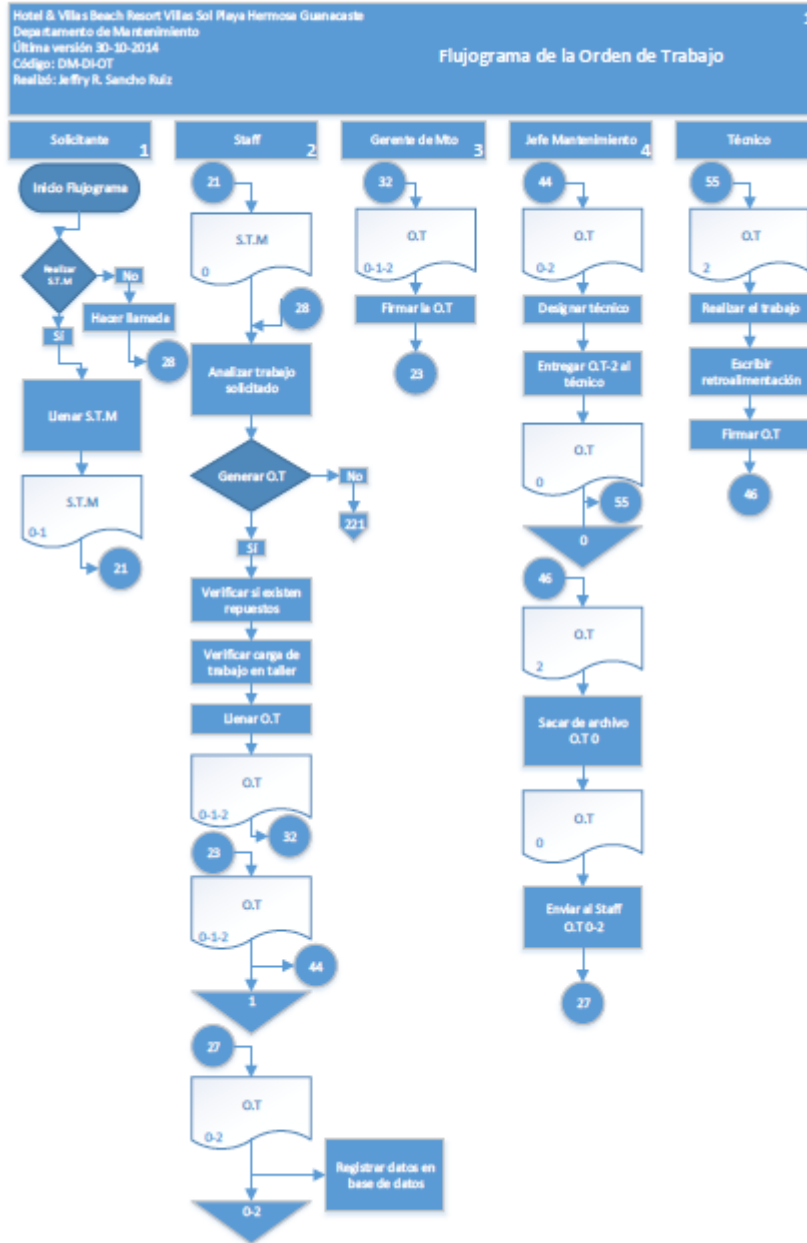 Hotel & Villas Beach Resort Villas Sol Playa Hermosa Guanacaste
Departamento de Mantenimiento
Última versión 30-10-2014
Código: DM-DI-OT
Realizó: Jeffry R. Sancho Ruiz
Flujograma de la Orden de Trabajo
Solicitante
1
Inicio Flujograma
Realizar
S.T.M
No
Hacer llamada
28
Sí
Llenar S.T.M
S.T.M
0-1
21
Staff
2
21
S.T.M
0
28
Analizar trabajo
solicitado
Generar O.T
No
221
Sí
Verificar si existen
repuestos
Verificar carga de
trabajo en taller
Llenar O.T
O.T
0-1-2
32
23
O.T
0-1-2
44
1
27
O.T
0-2
Registrar datos en
base de datos
0-2
Gerente de Mto
3
32
O.T
0-1-2
Firmar la O.T
23
Jefe Mantenimiento
4
44
O.T
0-2
Designar técnico
Entregar O.T-2 al
técnico
O.T
0
55
0
46
O.T
2
Sacar de archivo
O.T 0
O.T
0
Enviar al Staff
O.T 0-2
27
Técnico
55
O.T
2
Realizar el trabajo
Escribir
retroalimentación
Firmar O.T
46